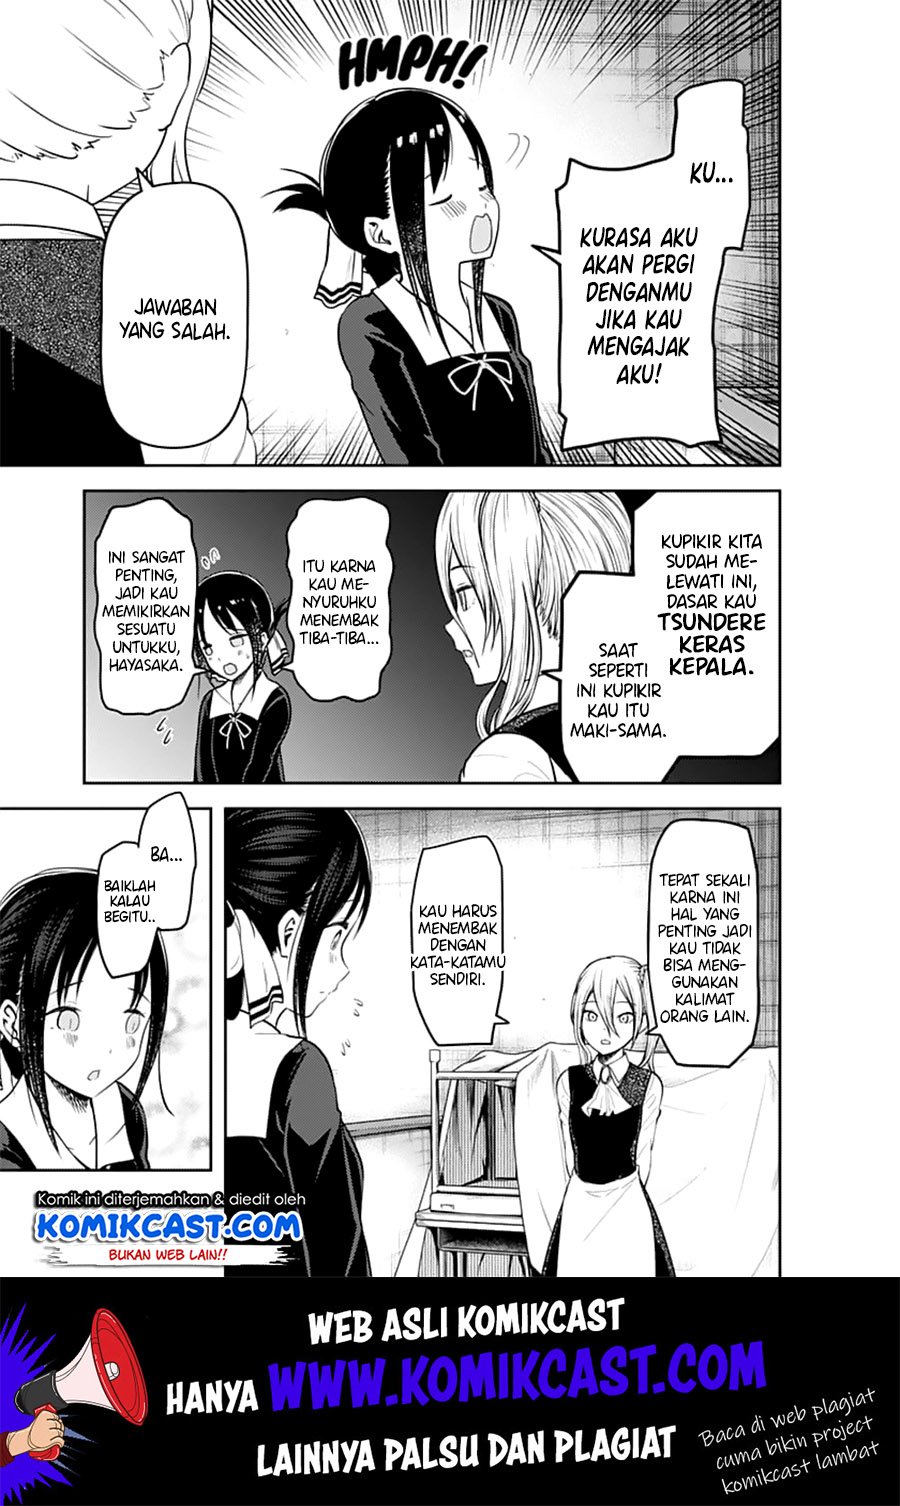 HMPH!
KU...
KURASA AKU
AKAN PERGI
DENGANMU
JIKA KAU
MENGAJAK
AKU!
JAWABAN
YANG SALAH.
KUPIKIR KITA
SUDAH ME-
LEWATI INI,
DASAR KAU
TSUNDERE
KERAS
KEPALA.
SAAT
SEPERTI
INI KUPIKIR
KAU ITU
MAKI-SAMA.
ITU KARNA
KAU ME-
NYURUHKU
MENEMBAK
TIBA-TIBA...
INI SANGAT
PENTING,
JADI KAU
MEMIKIRKAN
SESUATU
UNTUKKU,
HAYASAKA.
TEPAT SEKALI
KARNA INI
HAL YANG
PENTING JADI
KAU TIDAK
BISA MENG-
GUNAKAN
KALIMAT
ORANG LAIN.
KAU HARUS
MENEMBAK
DENGAN
KATA-KATAMU
SENDIRI.
BA...
BAIKLAH
KALAU
BEGITU..
Komik ini diterjemahkan & diedit oleh
KOMIKCAST.COM
BUKAN WEB LAIN!!
WEB ASLI KOMIKCAST
HANYA WWW.KOMIKCAST.COM
LAINNYA PALSU DAN PLAGIAT
Baca di web plagiat
cuma bikin project
komikcast lambat